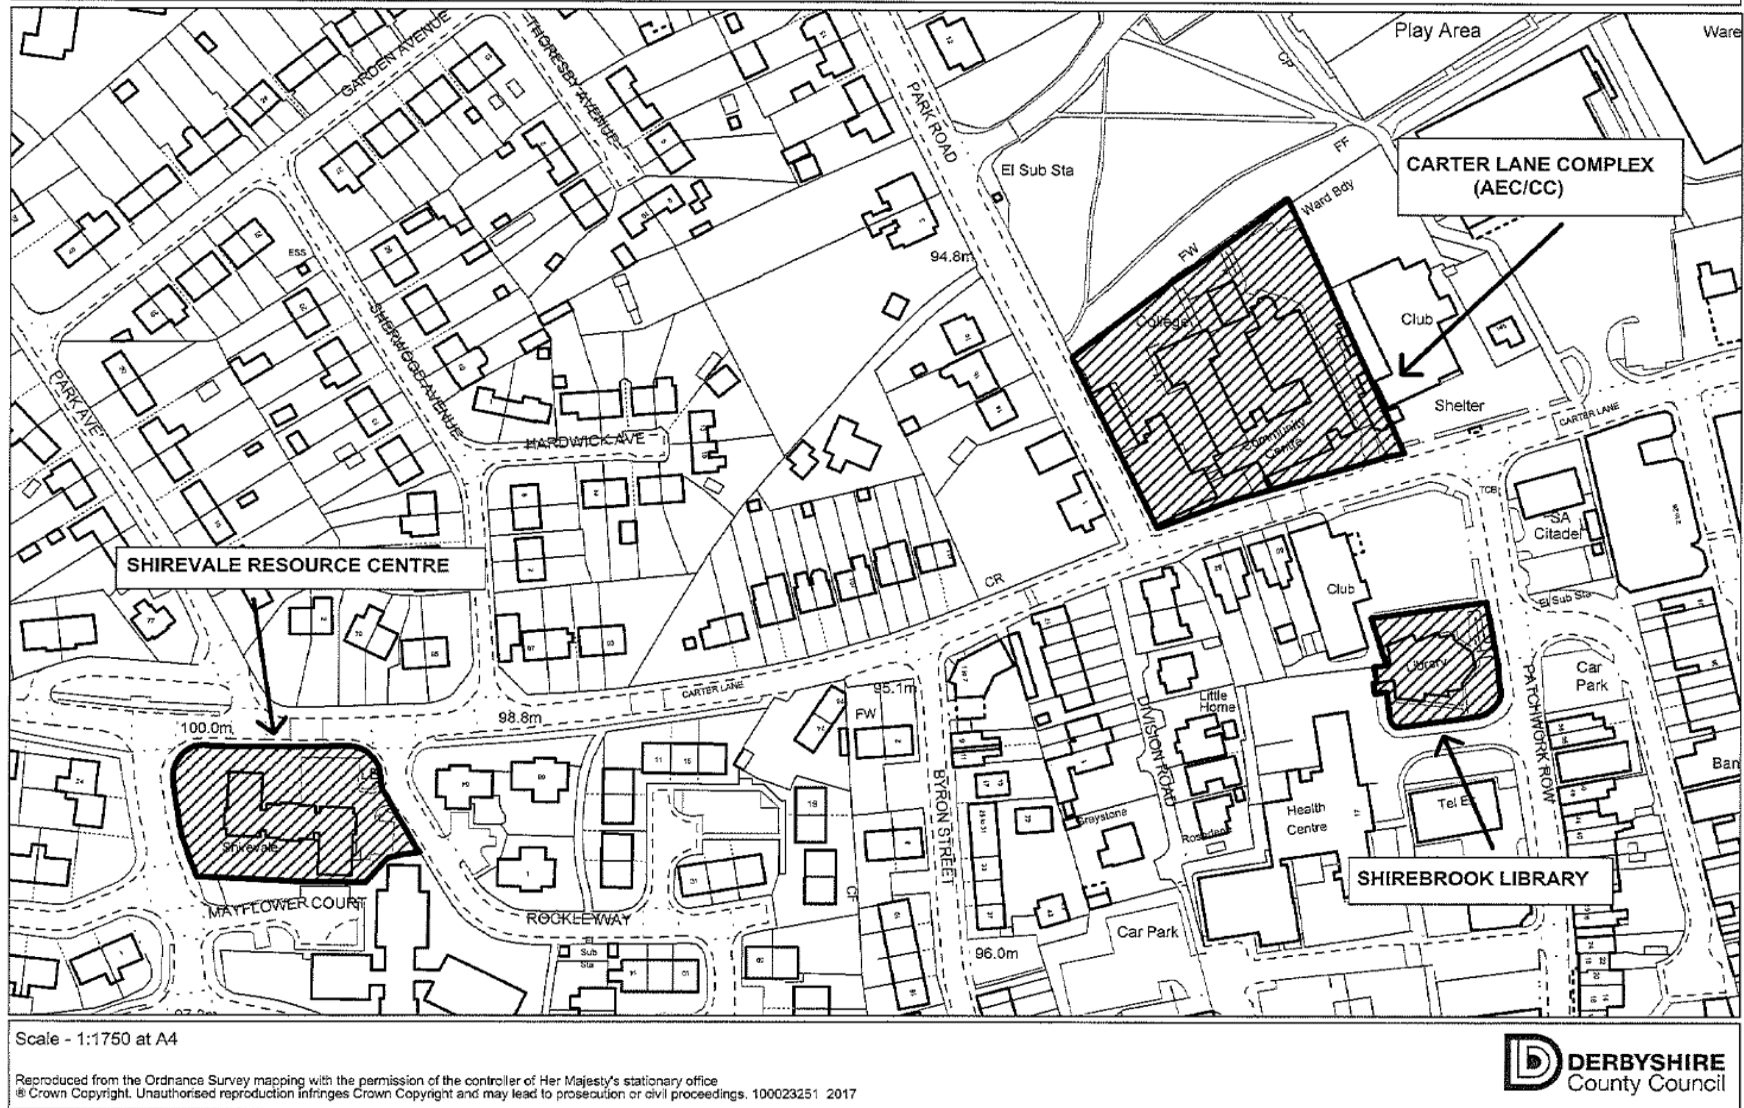 GARDEN AVENUE
THORESBY AVENUE
PARK ROAD
CP
Play Area
Ware
El Sub Sta
FF
Ward Bdy
CARTER LANE COMPLEX
(AEC/CC)
FW
94.8m
ESS
SHERWOOD AVENUE
College
Club
PARK AVE
HARDWICK AVE
Shelter
CARTER LANE
Community
Centre
TCB
SA
Citadel
SHIREVALE RESOURCE CENTRE
CR
Club
El Sub Sta
Library
Car
Park
CARTER LANE
95.1m
Little
Home
100.0m
98.8m
FW
DIVISION ROAD
PATCHWORK ROW
BYRON STREET
Ban
Health
Centre
Tel Ex
Greystone
Rosedene
Shirevale
SHIREBROOK LIBRARY
MAYFLOWER COURT
ROCKLEYWAY
CF
Car Park
El
Sub
Sta
96.0m
Scale - 1:1750 at A4
DERBYSHIRE
County Council
Reproduced from the Ordnance Survey mapping with the permission of the controller of Her Majesty's stationary office
® Crown Copyright. Unauthorised reproduction infringes Crown Copyright and may lead to prosecution or civil proceedings. 100023251 2017